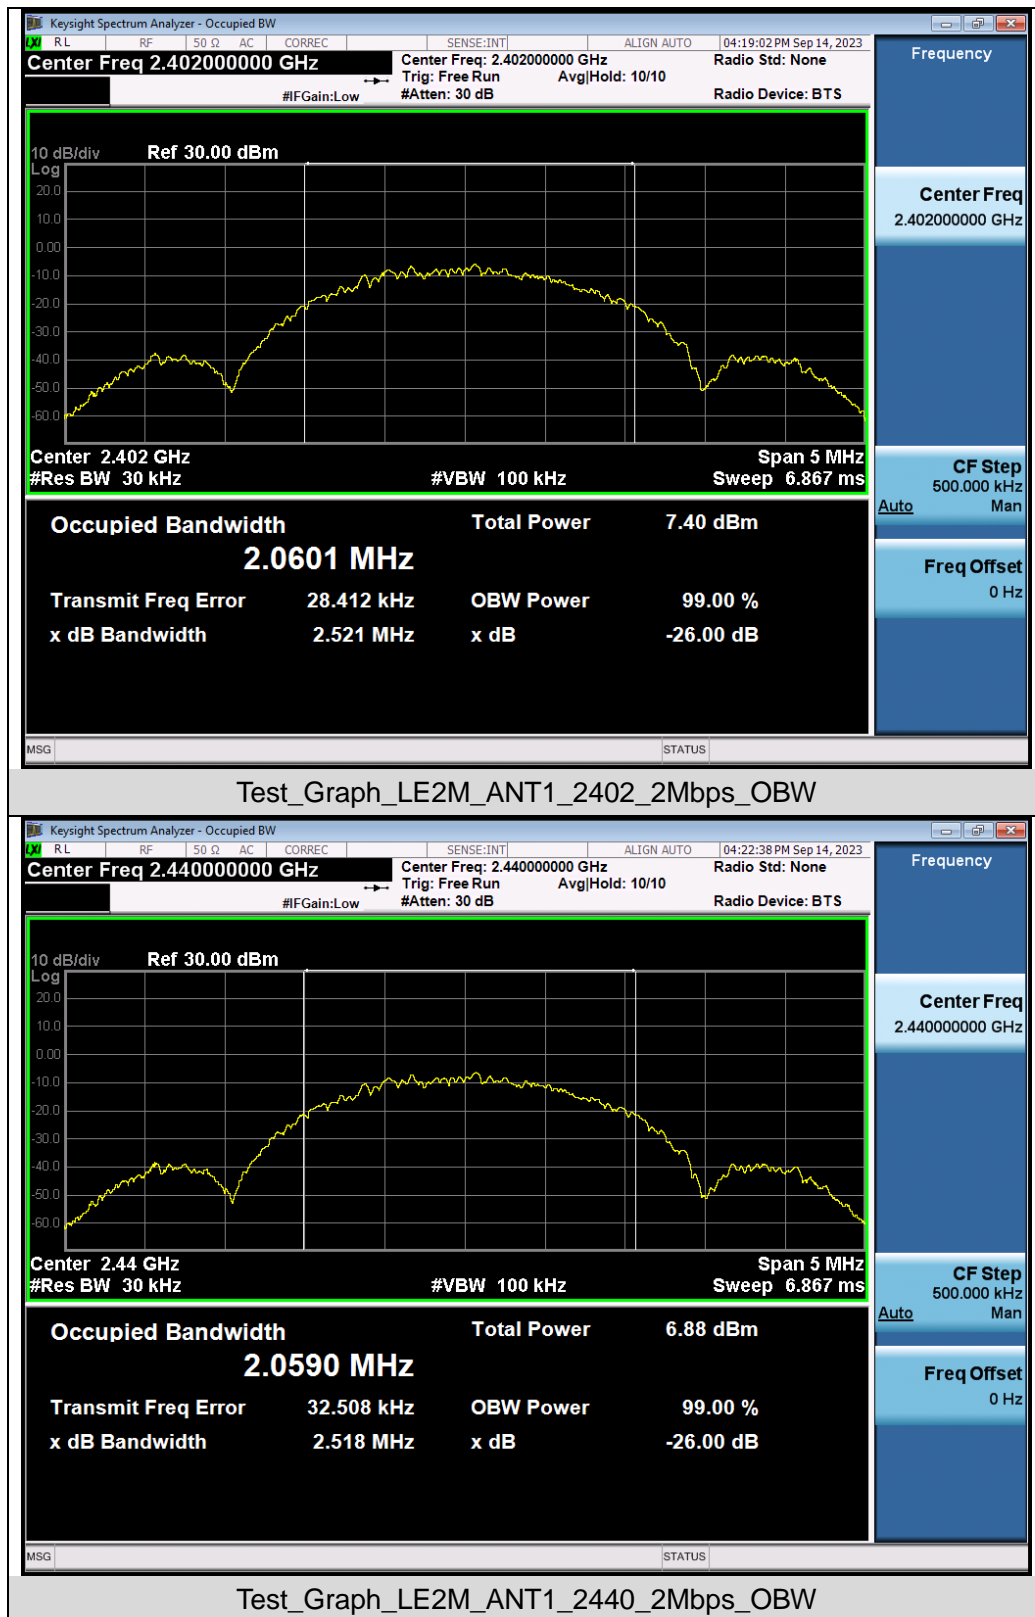 Keysight Spectrum Analyzer - Occupied BW
LXI RL RF 50 Ω AC CORREC SENSE:INT ALIGN AUTO 04:19:02 PM Sep 14, 2023
Center Freq 2.402000000 GHz Center Freq: 2.402000000 GHz Radio Std: None
Trig: Free Run Avg|Hold: 10/10
#IFGain:Low #Atten: 30 dB Radio Device: BTS
Frequency
10 dB/div Ref 30.00 dBm
Log
20.0
10.0
0.00
-10.0
-20.0
-30.0
-40.0
-50.0
-60.0
Center 2.402 GHz Span 5 MHz
#Res BW 30 kHz #VBW 100 kHz Sweep 6.867 ms
Center Freq
2.402000000 GHz
CF Step
500.000 kHz
Auto Man
Freq Offset
0 Hz
Occupied Bandwidth Total Power 7.40 dBm
2.0601 MHz
Transmit Freq Error 28.412 kHz OBW Power 99.00 %
x dB Bandwidth 2.521 MHz x dB -26.00 dB
MSG STATUS
Test_Graph_LE2M_ANT1_2402_2Mbps_OBW
Keysight Spectrum Analyzer - Occupied BW
LXI RL RF 50 Ω AC CORREC SENSE:INT ALIGN AUTO 04:22:38 PM Sep 14, 2023
Center Freq 2.440000000 GHz Center Freq: 2.440000000 GHz Radio Std: None
Trig: Free Run Avg|Hold: 10/10
#IFGain:Low #Atten: 30 dB Radio Device: BTS
Frequency
10 dB/div Ref 30.00 dBm
Log
20.0
10.0
0.00
-10.0
-20.0
-30.0
-40.0
-50.0
-60.0
Center 2.44 GHz Span 5 MHz
#Res BW 30 kHz #VBW 100 kHz Sweep 6.867 ms
Center Freq
2.440000000 GHz
CF Step
500.000 kHz
Auto Man
Freq Offset
0 Hz
Occupied Bandwidth Total Power 6.88 dBm
2.0590 MHz
Transmit Freq Error 32.508 kHz OBW Power 99.00 %
x dB Bandwidth 2.518 MHz x dB -26.00 dB
MSG STATUS
Test_Graph_LE2M_ANT1_2440_2Mbps_OBW